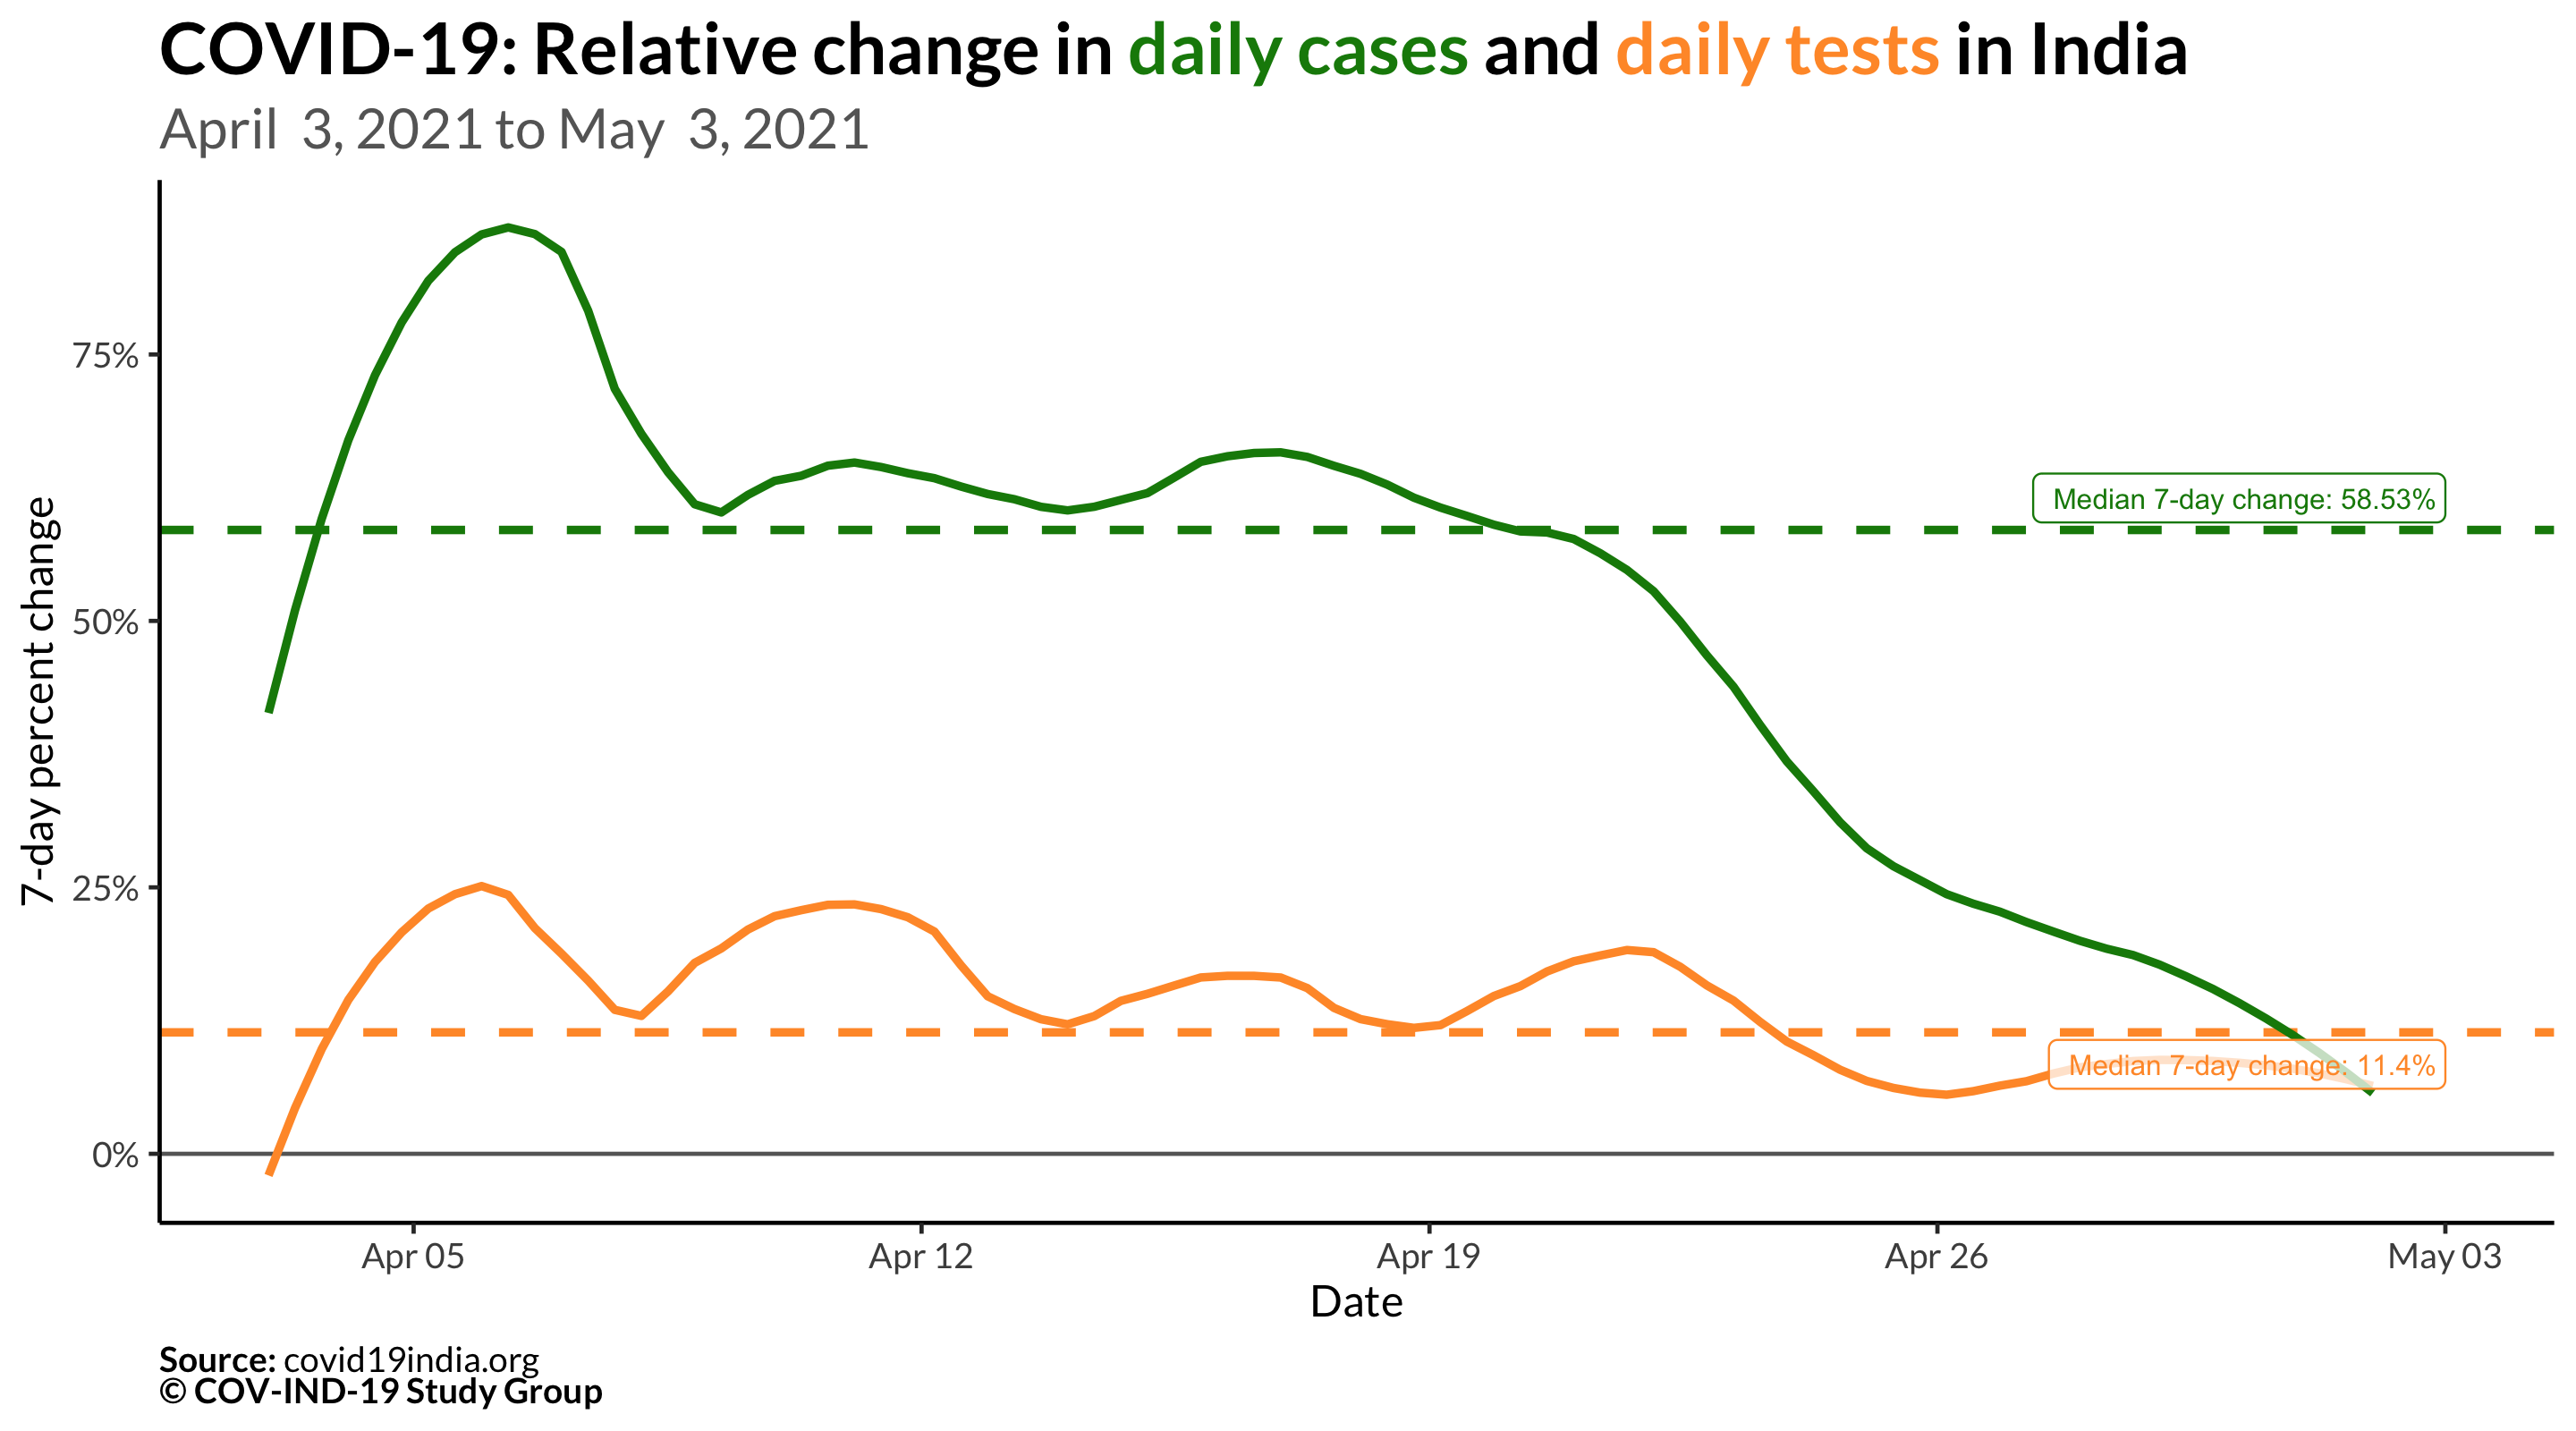 COVID-19: Relative change in daily cases and daily tests in India
April 3, 2021 to May 3, 2021
7-day percent change
75%
50%
25%
0%
Median 7-day change: 58.53%
Median 7-day change: 11.4%
Apr 05
Apr 12
Apr 19
Apr 26
May 03
Date
Source: covid19india.org
© COV-IND-19 Study Group